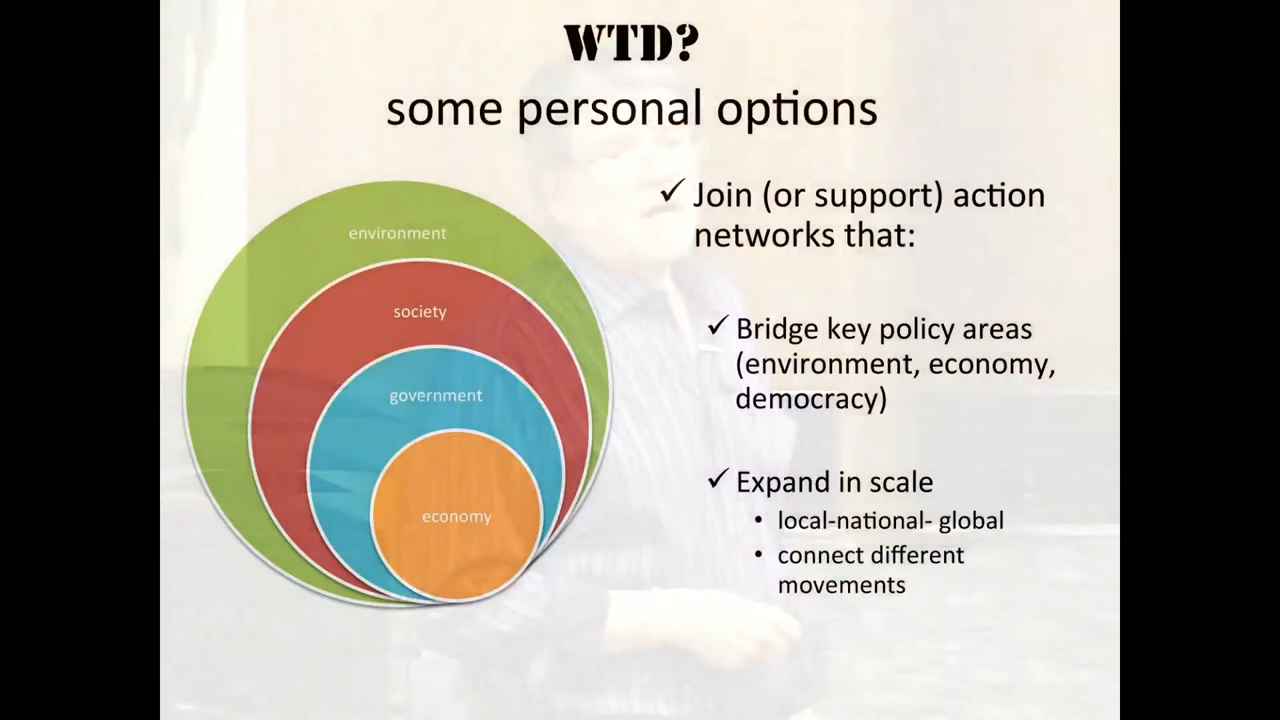 WTD?
some personal options
environment
society
government
economy
✓ Join (or support) action
networks that:
✓ Bridge key policy areas
(environment, economy,
democracy)
✓ Expand in scale
• local-national- global
• connect different
movements